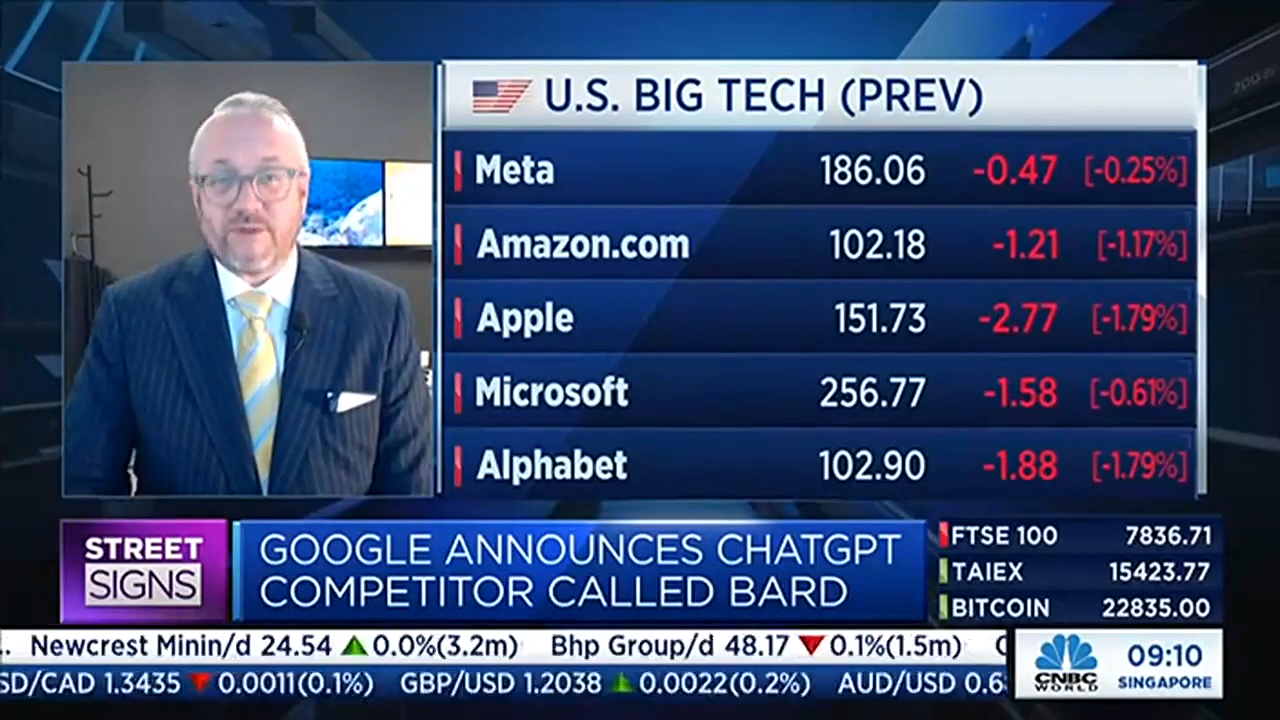 U.S. BIG TECH (PREV)
Meta 186.06 -0.47 [-0.25%]
Amazon.com 102.18 -1.21 [-1.17%]
Apple 151.73 -2.77 [-1.79%]
Microsoft 256.77 -1.58 [-0.61%]
Alphabet 102.90 -1.88 [-1.79%]
STREET
SIGNS
GOOGLE ANNOUNCES CHATGPT
COMPETITOR CALLED BARD
FTSE 100 7836.71
TAIEX 15423.77
BITCOIN 22835.00
Newcrest Minin/d 24.54 ▲0.0%(3.2m) Bhp Group/d 48.17 ▼0.1%(1.5m)
SD/CAD 1.3435 ▼0.0011(0.1%) GBP/USD 1.2038 ▲0.0022(0.2%) AUD/USD 0.6
CNBC
WORLD
09:10
SINGAPORE